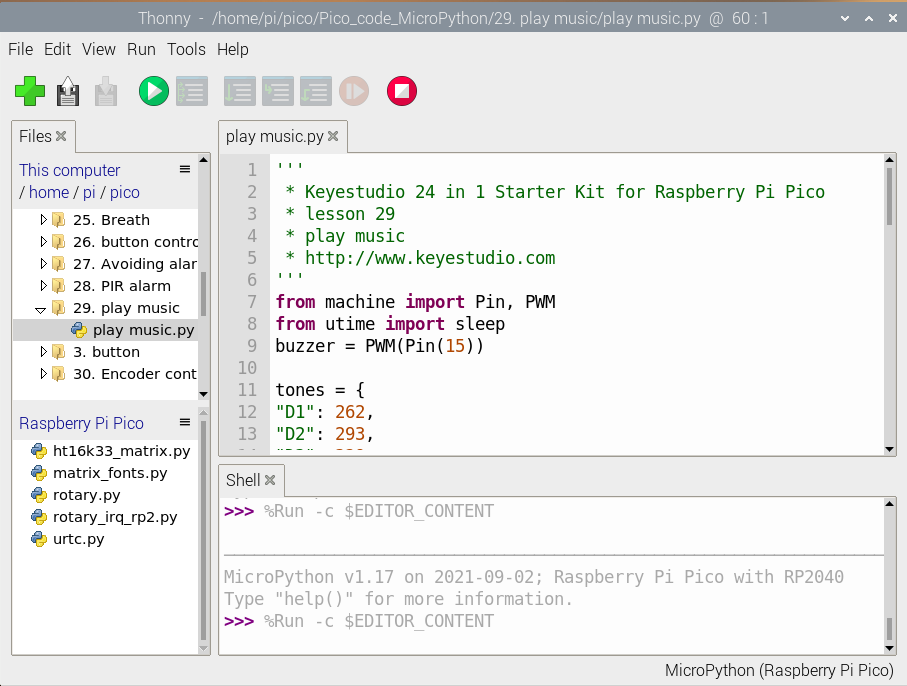 Thonny - /home/pi/pico/Pico_code_MicroPython/29. play music/play music.py @ 60 : 1
File Edit View Run Tools Help
Files
This computer
/ home / pi / pico
25. Breath
26. button contro
27. Avoiding alar
28. PIR alarm
29. play music
play music.py
3. button
30. Encoder cont
Raspberry Pi Pico
ht16k33_matrix.py
matrix_fonts.py
rotary.py
rotary_irq_rp2.py
urtc.py
play music.py
1 '''
2 * Keyestudio 24 in 1 Starter Kit for Raspberry Pi Pico
3 * lesson 29
4 * play music
5 * http://www.keyestudio.com
6 '''
7 from machine import Pin, PWM
8 from utime import sleep
9 buzzer = PWM(Pin(15))
10
11 tones = {
12 "D1": 262,
13 "D2": 293,
Shell
>>> %Run -c $EDITOR_CONTENT
MicroPython v1.17 on 2021-09-02; Raspberry Pi Pico with RP2040
Type "help()" for more information.
>>> %Run -c $EDITOR_CONTENT
MicroPython (Raspberry Pi Pico)